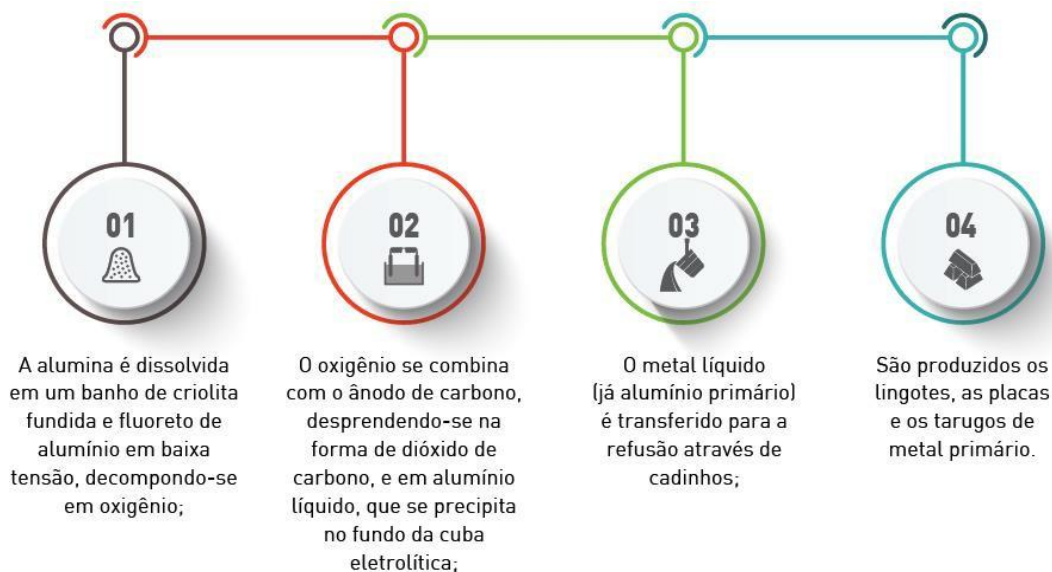 01
A alumina é dissolvida
em um banho de criolita
fundida e fluoreto de
alumínio em baixa
tensão, decompondo-se
em oxigênio;
02
O oxigênio se combina
com o ânodo de carbono,
desprendendo-se na
forma de dióxido de
carbono, e em alumínio
líquido, que se precipita
no fundo da cuba
eletrolítica;
03
O metal líquido
(já alumínio primário)
é transferido para a
refusão através de
cadinhos;
04
São produzidos os
lingotes, as placas
e os tarugos de
metal primário.